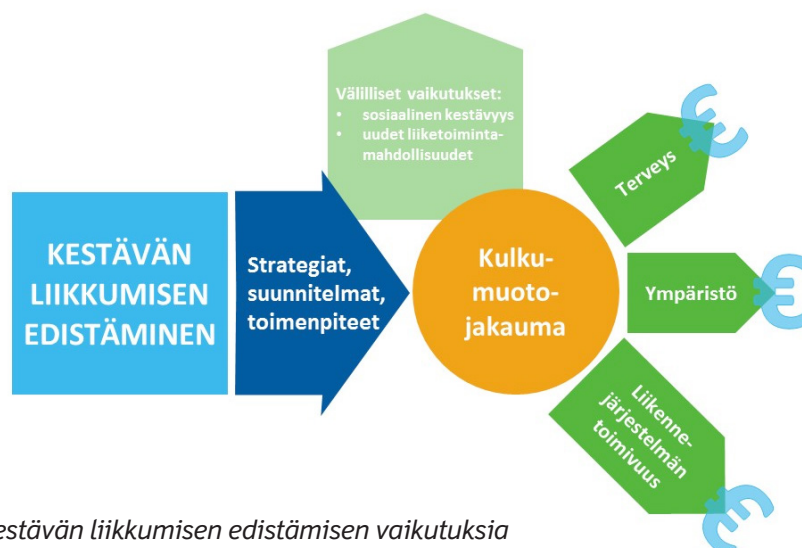 Välilliset vaikutukset:
• sosiaalinen kestävyys
• uudet liiketoiminta-
mahdollisuudet
KESTÄVÄN
LIIKKUMISEN
EDISTÄMINEN
Strategiat,
suunnitelmat,
toimenpiteet
Kulku-
muoto-
jakauma
Terveys
€
Ympäristö
€
Liikenne-
järjestelmän
toimivuus
€
estävän liikkumisen edistämisen vaikutuksia